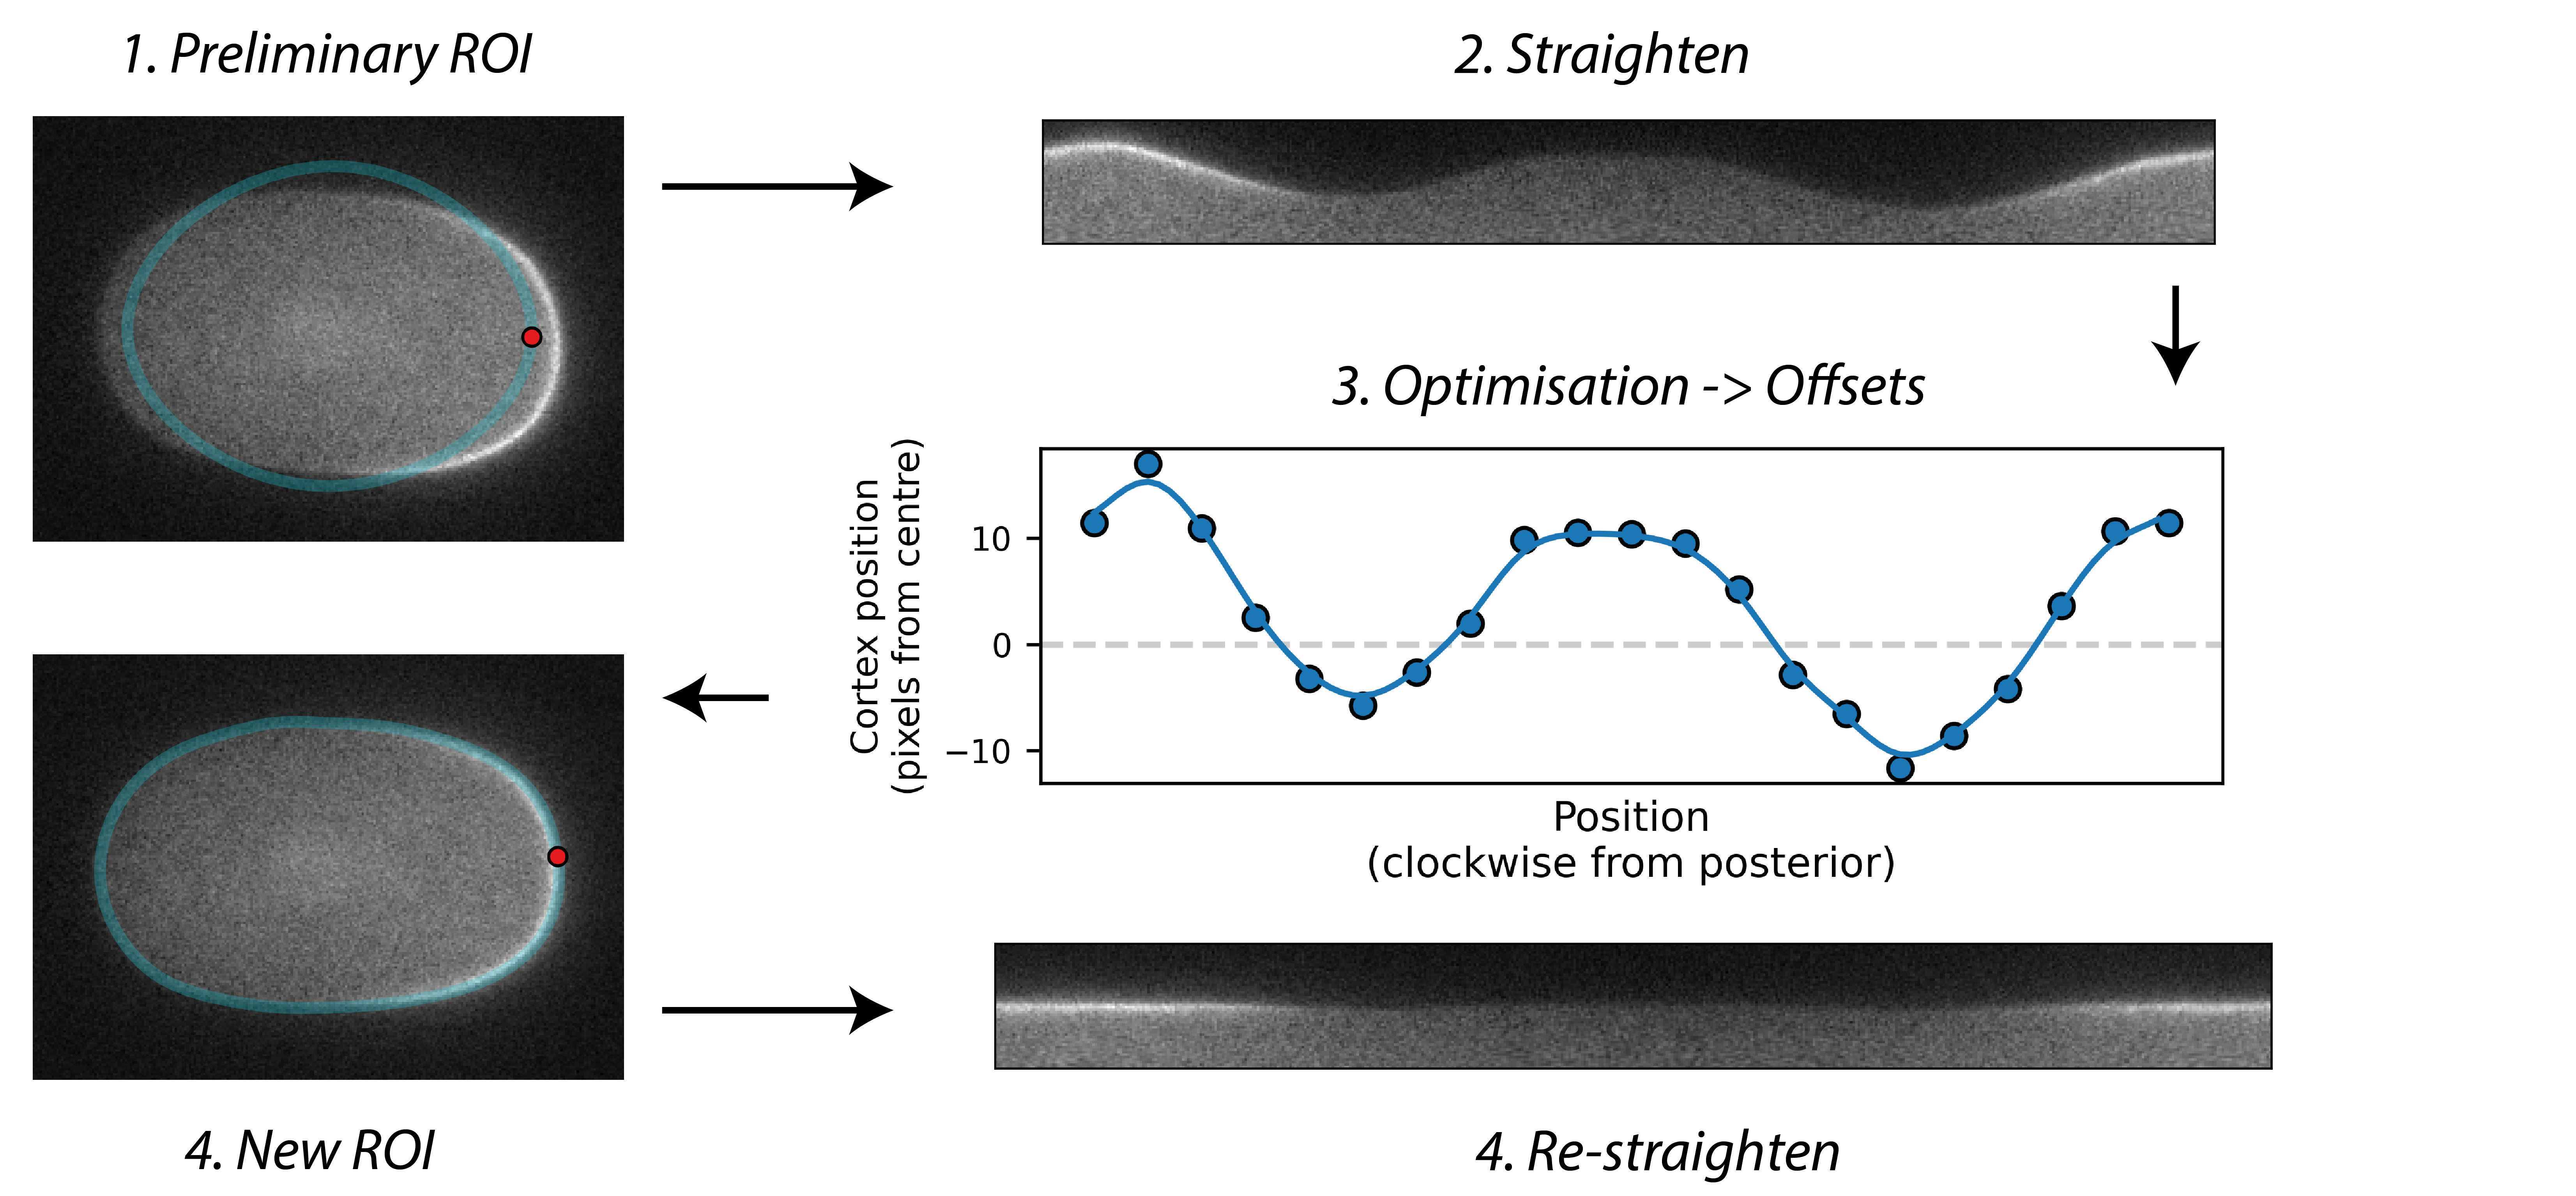 1. Preliminary ROI
2. Straighten
3. Optimisation -> Offsets
Cortex position
(pixels from centre)
10
0
−10
Position
(clockwise from posterior)
4. New ROI
4. Re-straighten